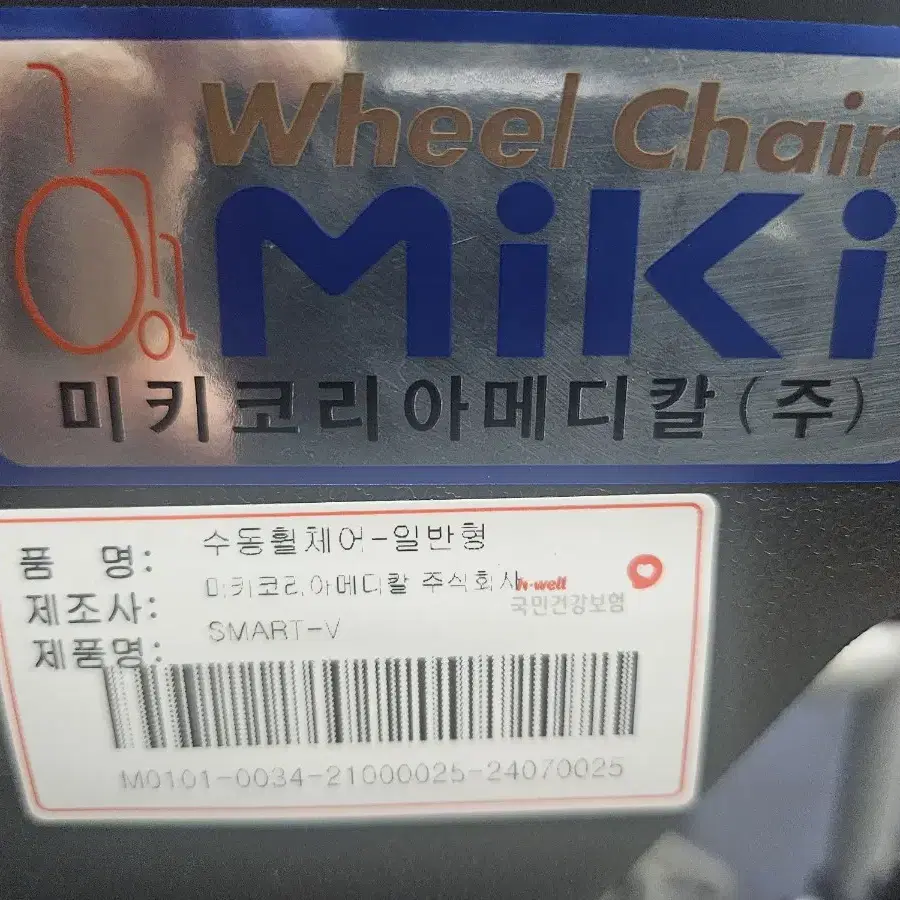 Wheel Chair
MiKi
미키코리아메디칼(주)
품 명: 수동휠체어-일반형
제조사: 미키코리아메디칼 주식회사
h-well
국민건강보험
제품명: SMART-V
M0101-0034-21000025-24070025